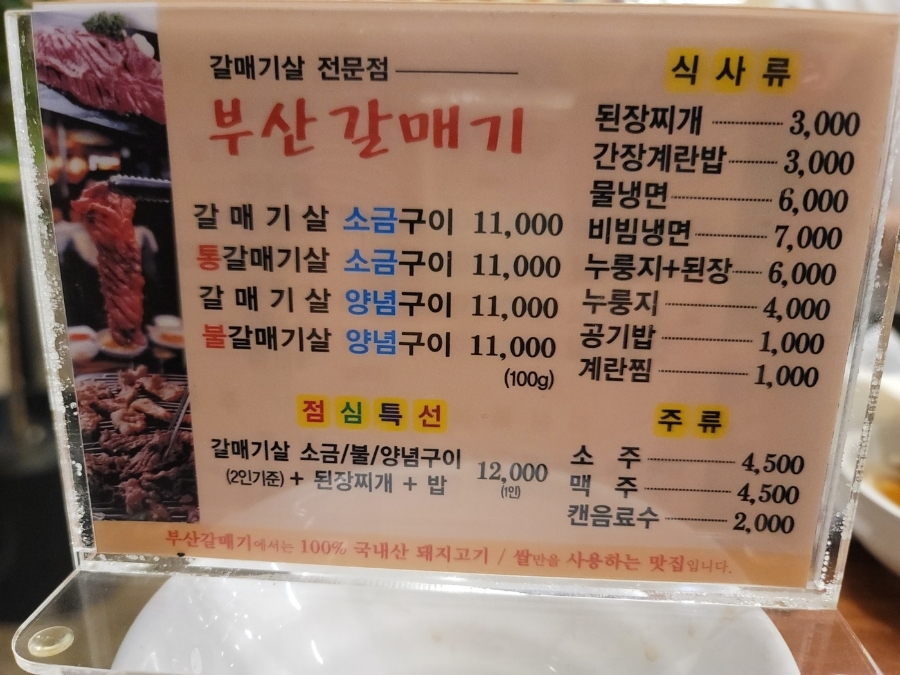 갈매기살 전문점
부산갈매기
갈매기살 소금구이 11,000
통갈매기살 소금구이 11,000
갈매기살 양념구이 11,000
불갈매기살 양념구이 11,000
(100g)
점심특선
갈매기살 소금/불/양념구이
(2인기준) + 된장찌개 + 밥
12,000
(1인)
식사류
된장찌개 3,000
간장계란밥 3,000
물냉면 6,000
비빔냉면 7,000
누룽지+된장 6,000
누룽지 4,000
공기밥 1,000
계란찜 1,000
주류
소주 4,500
맥주 4,500
캔음료수 2,000
부산갈매기에서는 100% 국내산 돼지고기 / 쌀만을 사용하는 맛집입니다.